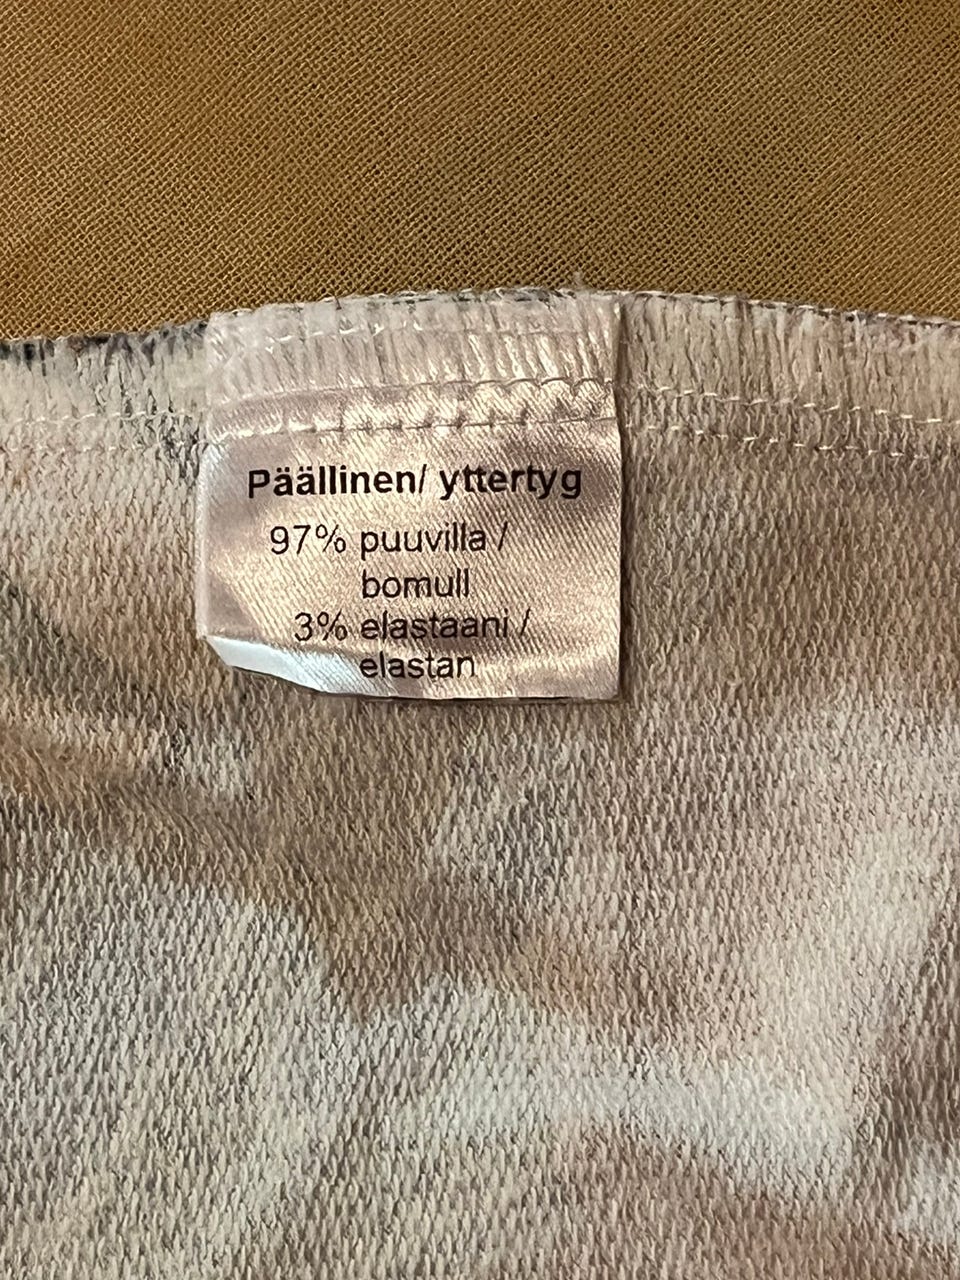 Päällinen/ yttertyg
97% puuvilla /
bomull
3% elastaani /
elastan